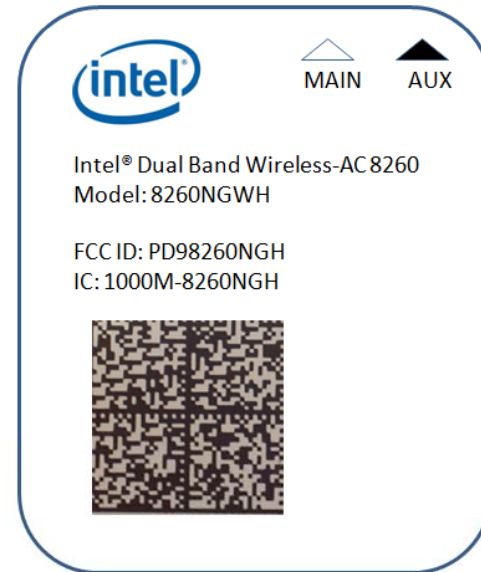 intel®
MAIN AUX
Intel® Dual Band Wireless-AC 8260
Model: 8260NGWH
FCC ID: PD98260NGH
IC: 1000M-8260NGH